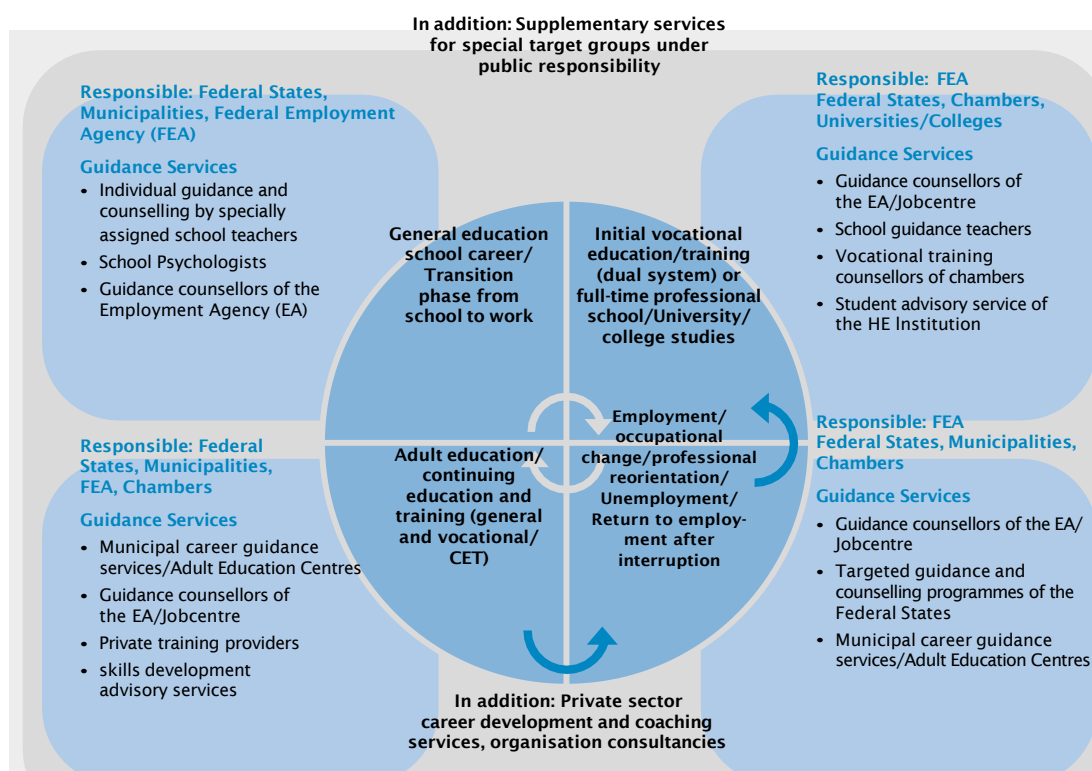 In addition: Supplementary services
for special target groups under
public responsibility
Responsible: Federal States,
Municipalities, Federal Employment
Agency (FEA)
Guidance Services
• Individual guidance and
counselling by specially
assigned school teachers
• School Psychologists
• Guidance counsellors of the
Employment Agency (EA)
Responsible: FEA
Federal States, Chambers,
Universities/Colleges
Guidance Services
• Guidance counsellors of
the EA/Jobcentre
• School guidance teachers
• Vocational training
counsellors of chambers
• Student advisory service of
the HE Institution
General education
school career/
Transition
phase from
school to work
Initial vocational
education/training
(dual system) or
full-time professional
school/University/
college studies
Adult education/
continuing
education and
training (general
and vocational/
CET)
Employment/
occupational
change/professional
reorientation/
Unemployment/
Return to employ-
ment after
interruption
Responsible: Federal
States, Municipalities,
FEA, Chambers
Guidance Services
• Municipal career guidance
services/Adult Education Centres
• Guidance counsellors of
the EA/Jobcentre
• Private training providers
• skills development
advisory services
Responsible: FEA
Federal States, Municipalities,
Chambers
Guidance Services
• Guidance counsellors of the EA/
Jobcentre
• Targeted guidance and
counselling programmes of the
Federal States
• Municipal career guidance
services/Adult Education Centres
In addition: Private sector
career development and coaching
services, organisation consultancies